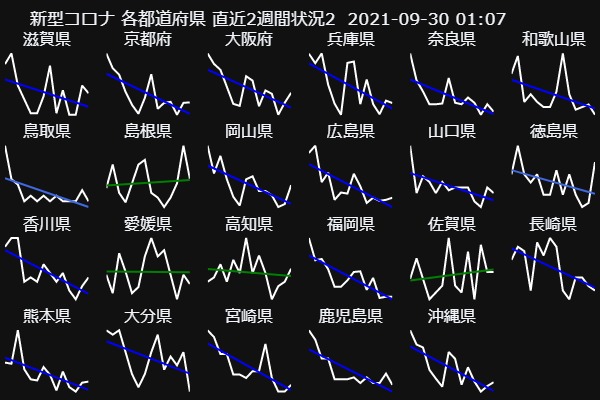 新型コロナ 各都道府県 直近2週間状況2 2021-09-30 01:07
滋賀県 京都府 大阪府 兵庫県 奈良県 和歌山県
鳥取県 島根県 岡山県 広島県 山口県 徳島県
香川県 愛媛県 高知県 福岡県 佐賀県 長崎県
熊本県 大分県 宮崎県 鹿児島県 沖縄県